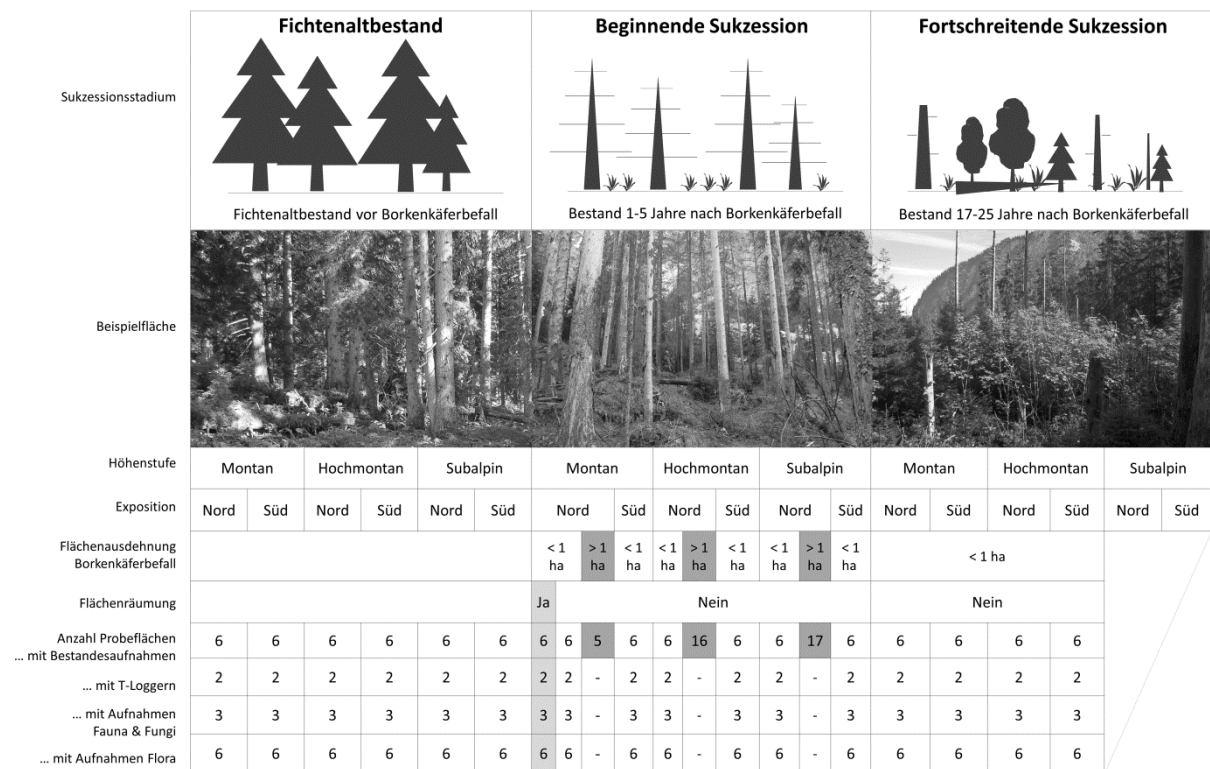 Fichtenaltbestand Beginnende Sukzession Fortschreitende Sukzession
Sukzessionsstadium
Fichtenaltbestand vor Borkenkäferbefall Bestand 1-5 Jahre nach Borkenkäferbefall Bestand 17-25 Jahre nach Borkenkäferbefall
Beispielfläche
Höhenstufe Montan Hochmontan Subalpin Montan Hochmontan Subalpin Montan Hochmontan Subalpin
Exposition Nord Süd Nord Süd Nord Süd Nord Süd Nord Süd Nord Süd Nord Süd Nord Süd Nord Süd
Flächenausdehnung
Borkenkäferbefall
< 1 > 1 < 1 < 1 > 1 < 1 < 1 > 1 < 1
ha ha ha ha ha ha ha ha ha
< 1 ha
Flächenräumung Ja Nein Nein
Anzahl Probeflächen
... mit Bestandesaufnahmen
6 6 6 6 6 6 6 6 5 6 6 16 6 6 17 6 6 6 6 6
... mit T-Loggern 2 2 2 2 2 2 2 2 - 2 2 - 2 2 - 2 2 2 2 2
... mit Aufnahmen
Fauna & Fungi
3 3 3 3 3 3 3 3 - 3 3 - 3 3 - 3 3 3 3 3
... mit Aufnahmen Flora 6 6 6 6 6 6 6 6 - 6 6 - 6 6 - 6 6 6 6 6